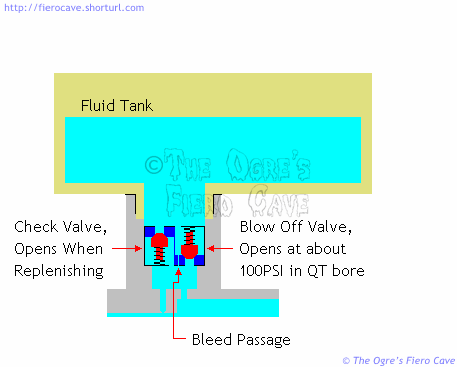 http://fierocave.shorturl.com
Fluid Tank
©The Ogre's
Fiero Cave
Check Valve,
Opens When
Replenishing
Blow Off Valve,
Opens at about
100PSI in QT bore
Bleed Passage
© The Ogre's Fiero Cave